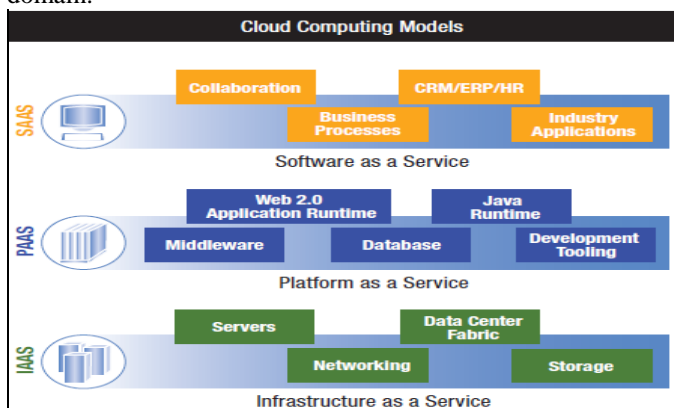 domain.
Cloud Computing Models
SAAS
Collaboration
CRM/ERP/HR
Business
Processes
Industry
Applications
Software as a Service
PAAS
Web 2.0
Application Runtime
Java
Runtime
Middleware
Database
Development
Tooling
Platform as a Service
IAAS
Servers
Data Center
Fabric
Networking
Storage
Infrastructure as a Service